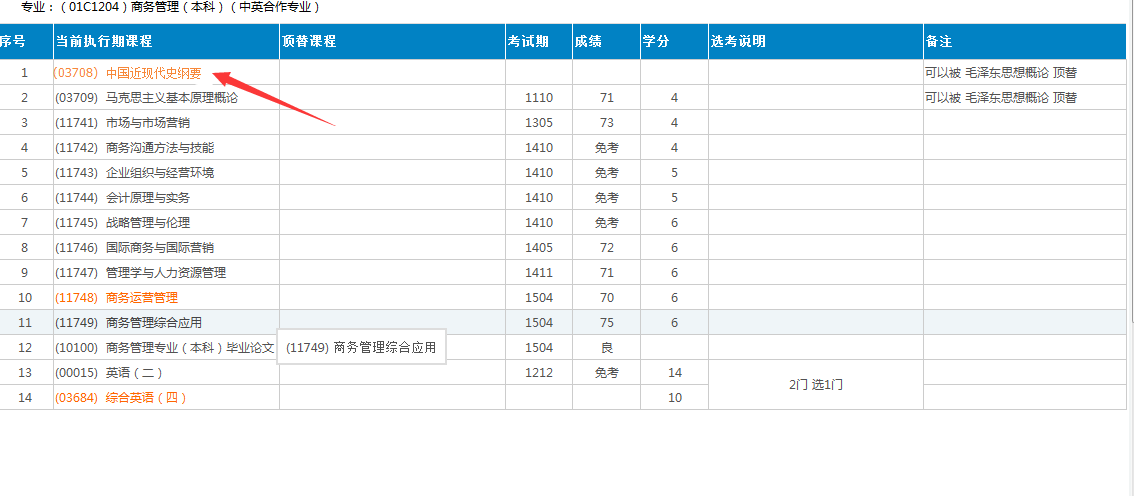 专业：（01C1204）商务管理（本科）（中英合作专业）
序号 当前执行期课程 顶替课程 考试期 成绩 学分 选考说明 备注
1 (03708) 中国近现代史纲要 可以被 毛泽东思想概论 顶替
2 (03709) 马克思主义基本原理概论 1110 71 4 可以被 毛泽东思想概论 顶替
3 (11741) 市场与市场营销 1305 73 4
4 (11742) 商务沟通方法与技能 1410 免考 4
5 (11743) 企业组织与经营环境 1410 免考 5
6 (11744) 会计原理与实务 1410 免考 5
7 (11745) 战略管理与伦理 1410 免考 6
8 (11746) 国际商务与国际营销 1405 72 6
9 (11747) 管理学与人力资源管理 1411 71 6
10 (11748) 商务运营管理 1504 70 6
11 (11749) 商务管理综合应用 1504 75 6
12 (10100) 商务管理专业（本科）毕业论文 (11749) 商务管理综合应用 1504 良
13 (00015) 英语（二） 1212 免考 14 2门 选1门
14 (03684) 综合英语（四） 10